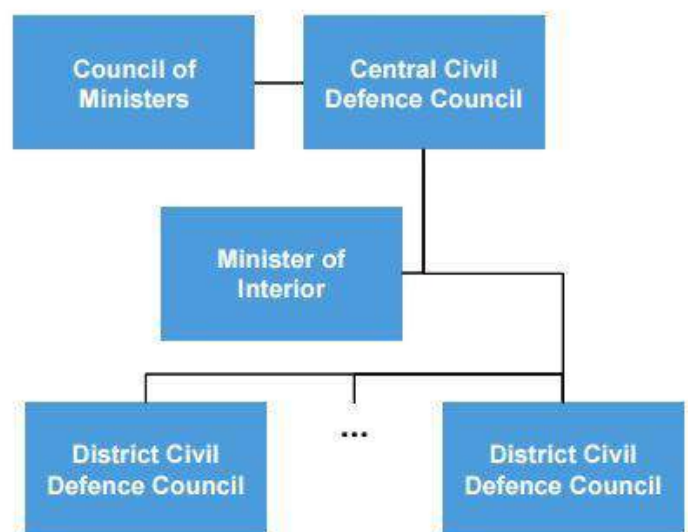 Council of
Ministers
Central Civil
Defence Council
Minister of
Interior
...
District Civil
Defence Council
District Civil
Defence Council